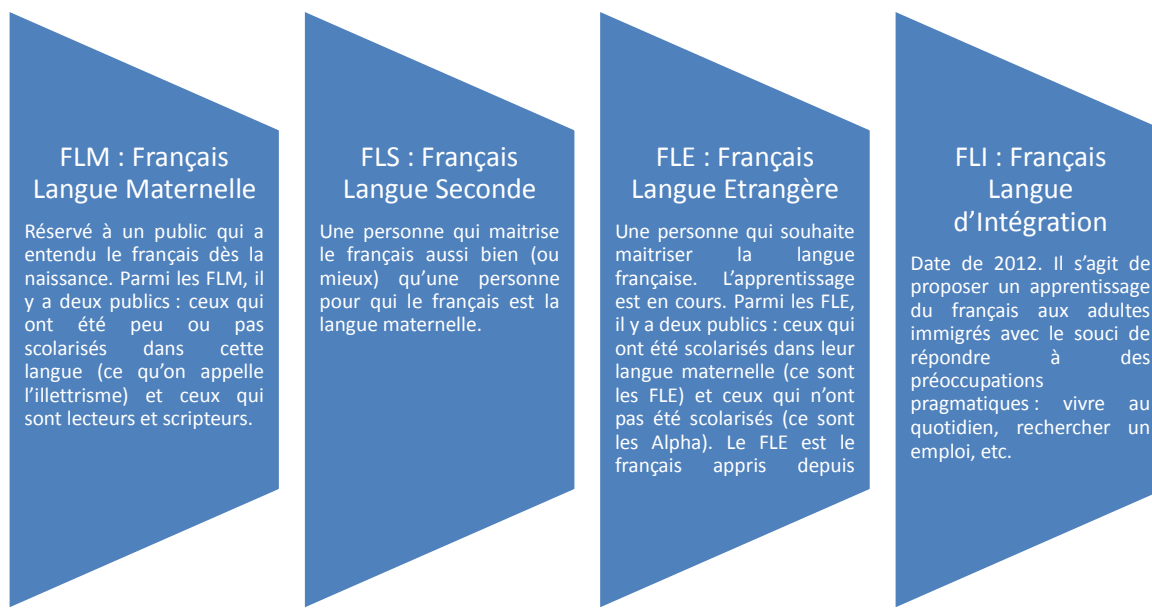 FLM : Français
Langue Maternelle
Réservé à un public qui a
entendu le français dès la
naissance. Parmi les FLM, il
y a deux publics : ceux qui
ont été peu ou pas
scolarisés dans cette
langue (ce qu’on appelle
l’illettrisme) et ceux qui
sont lecteurs et scripteurs.
FLS : Français
Langue Seconde
Une personne qui maitrise
le français aussi bien (ou
mieux) qu’une personne
pour qui le français est la
langue maternelle.
FLE : Français
Langue Etrangère
Une personne qui souhaite
maitriser la langue
française. L’apprentissage
est en cours. Parmi les FLE,
il y a deux publics : ceux qui
ont été scolarisés dans leur
langue maternelle (ce sont
les FLE) et ceux qui n’ont
pas été scolarisés (ce sont
les Alpha). Le FLE est le
français appris depuis
FLI : Français
Langue
d’Intégration
Date de 2012. Il s’agit de
proposer un apprentissage
du français aux adultes
immigrés avec le souci de
répondre à des
préoccupations
pragmatiques : vivre au
quotidien, rechercher un
emploi, etc.